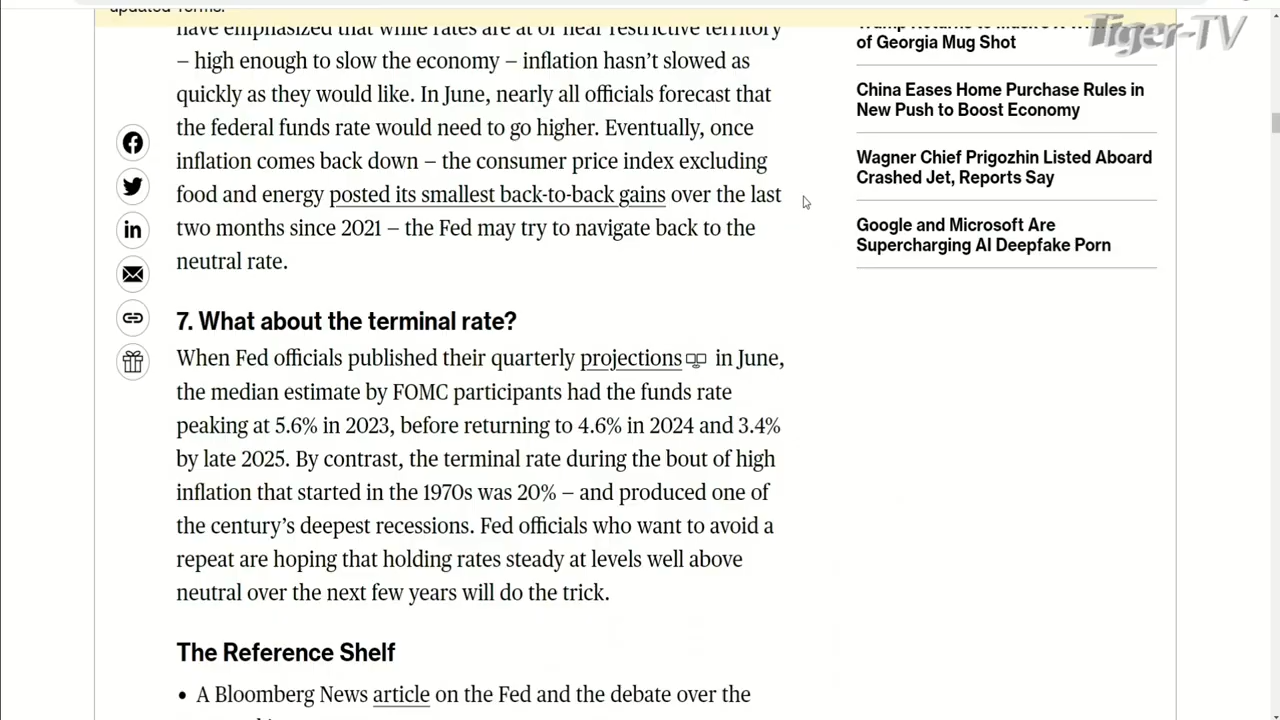 updated Terms.
have emphasized that while rates are at or near restrictive territory
– high enough to slow the economy – inflation hasn’t slowed as
quickly as they would like. In June, nearly all officials forecast that
the federal funds rate would need to go higher. Eventually, once
inflation comes back down – the consumer price index excluding
food and energy posted its smallest back-to-back gains over the last
two months since 2021 – the Fed may try to navigate back to the
neutral rate.
7. What about the terminal rate?
When Fed officials published their quarterly projections in June,
the median estimate by FOMC participants had the funds rate
peaking at 5.6% in 2023, before returning to 4.6% in 2024 and 3.4%
by late 2025. By contrast, the terminal rate during the bout of high
inflation that started in the 1970s was 20% – and produced one of
the century’s deepest recessions. Fed officials who want to avoid a
repeat are hoping that holding rates steady at levels well above
neutral over the next few years will do the trick.
The Reference Shelf
• A Bloomberg News article on the Fed and the debate over the
of Georgia Mug Shot
China Eases Home Purchase Rules in
New Push to Boost Economy
Wagner Chief Prigozhin Listed Aboard
Crashed Jet, Reports Say
Google and Microsoft Are
Supercharging AI Deepfake Porn
Tiger-TV